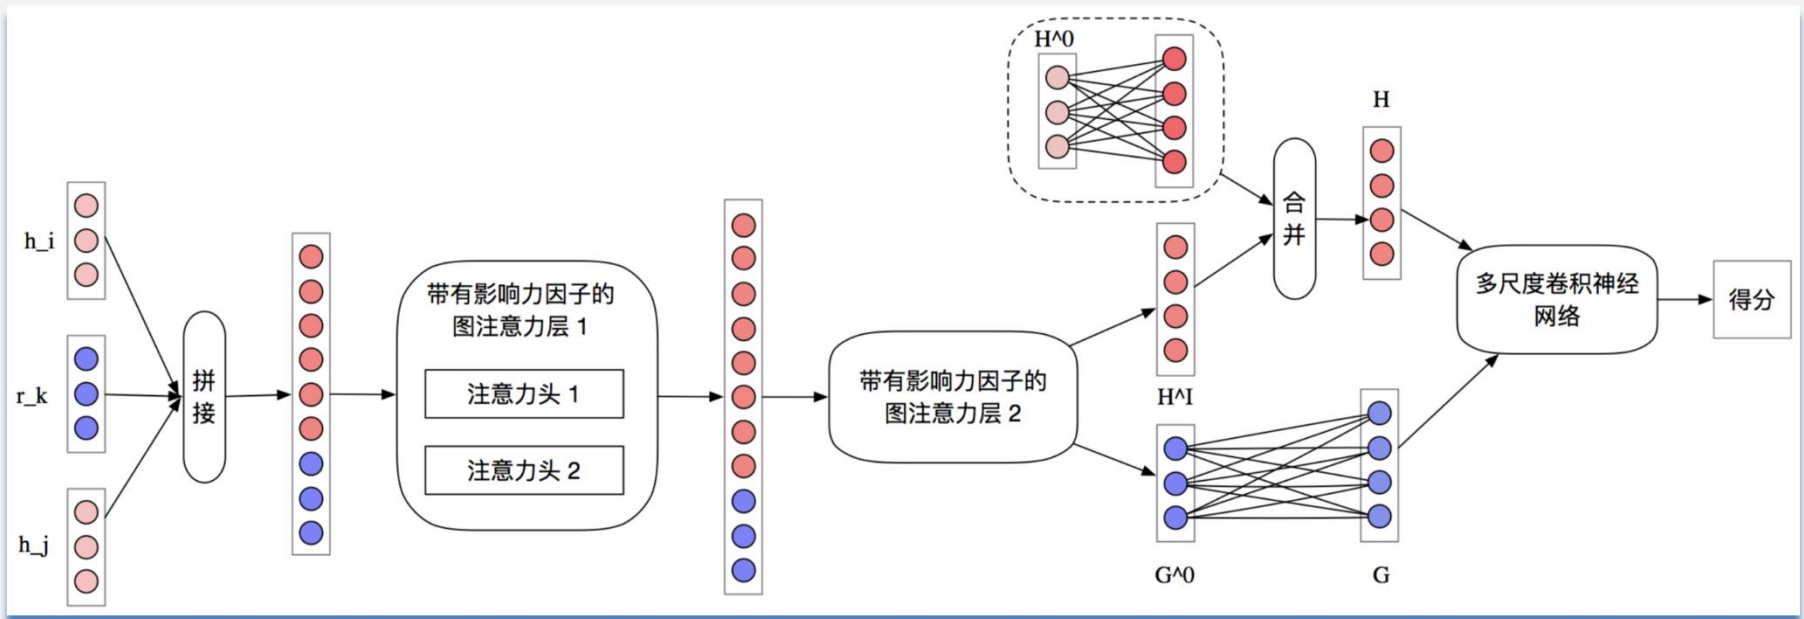 h_i
r_k
h_j
拼
接
带有影响力因子的
图注意力层 1
注意力头 1
注意力头 2
带有影响力因子的
图注意力层 2
H^0
H^I
G^0
G
合
并
H
多尺度卷积神经
网络
得分